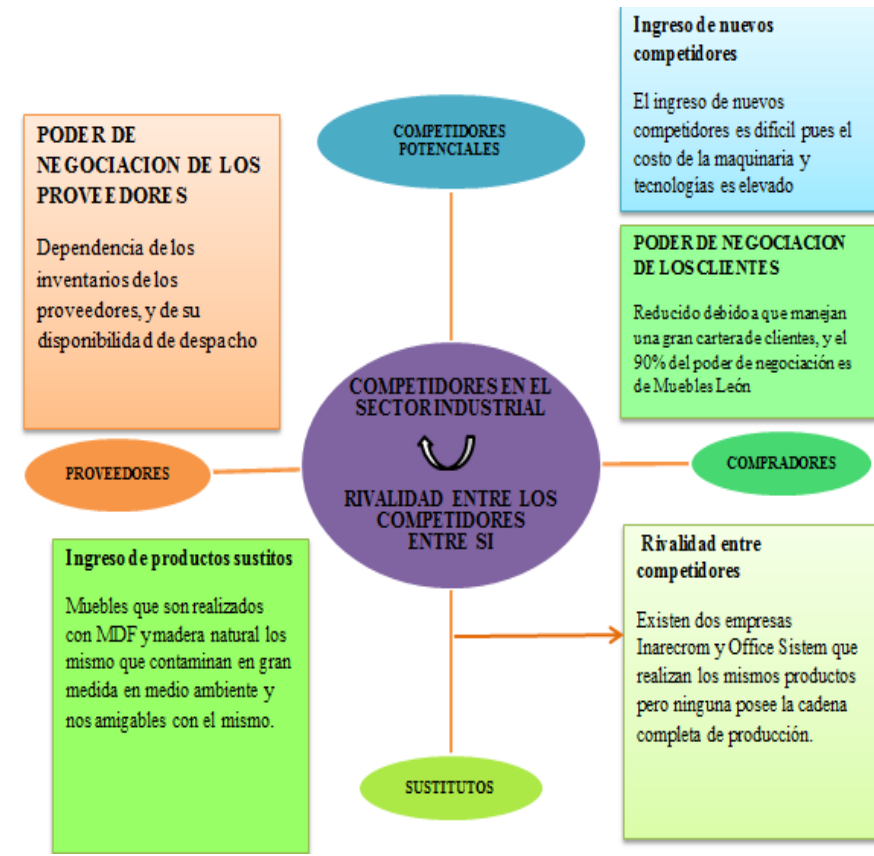 Ingreso de nuevos
competidores
El ingreso de nuevos
competidores es dificil pues el
costo de la maquinaria y
tecnologías es elevado
COMPETIDORES
POTENCIALES
PODER DE
NEGOCIACION DE LOS
PROVEEDORES
Dependencia de los
inventarios de los
proveedores, y de su
disponibilidad de despacho
PODER DE NEGOCIACION
DE LOS CLIENTES
Reducido debido a que manejan
una gran cartera de clientes, y el
90% del poder de negociación es
de Muebles León
COMPETIDORES EN EL
SECTOR INDUSTRIAL
RIVALIDAD ENTRE LOS
COMPETIDORES
ENTRE SI
PROVEEDORES
COMPRADORES
Ingreso de productos sustitos
Muebles que son realizados
con MDF y madera natural los
mismo que contaminan en gran
medida en medio ambiente y
nos amigables con el mismo.
Rivalidad entre
competidores
Existen dos empresas
Inarecrom y Office Sistem que
realizan los mismos productos
pero ninguna posee la cadena
completa de producción.
SUSTITUTOS